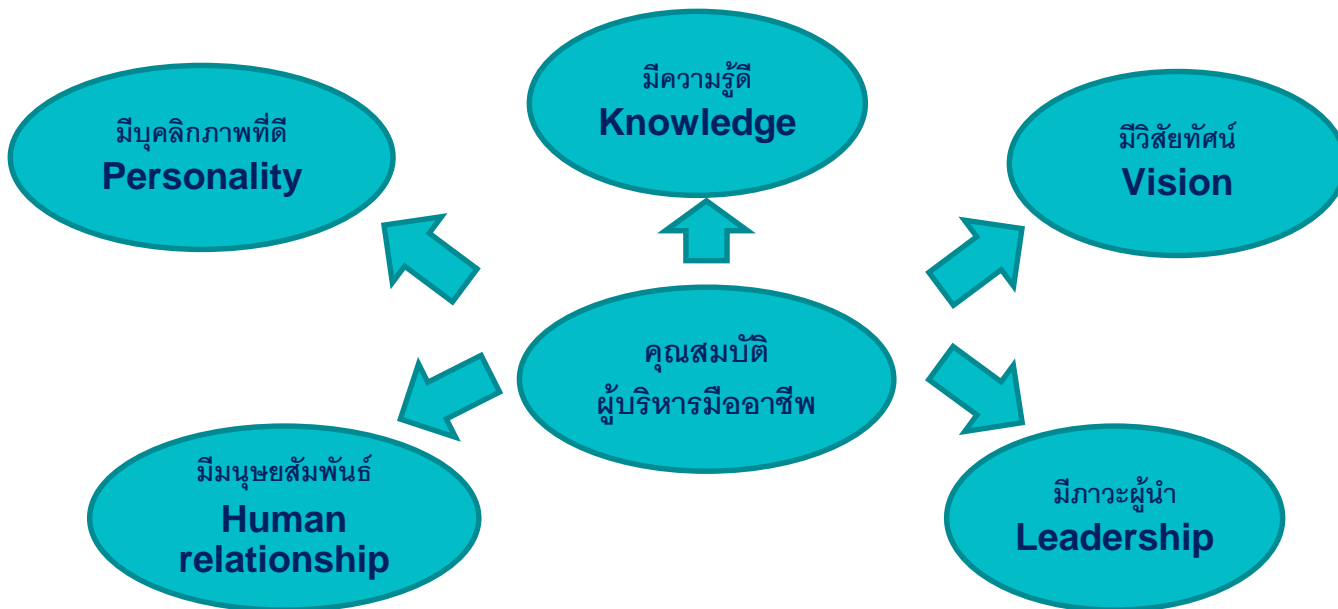 มีความรู้ดี
Knowledge
มีบุคลิกภาพที่ดี
Personality
มีวิสัยทัศน์
Vision
คุณสมบัติ
ผู้บริหารมืออาชีพ
มีมนุษยสัมพันธ์
Human
relationship
มีภาวะผู้นำ
Leadership